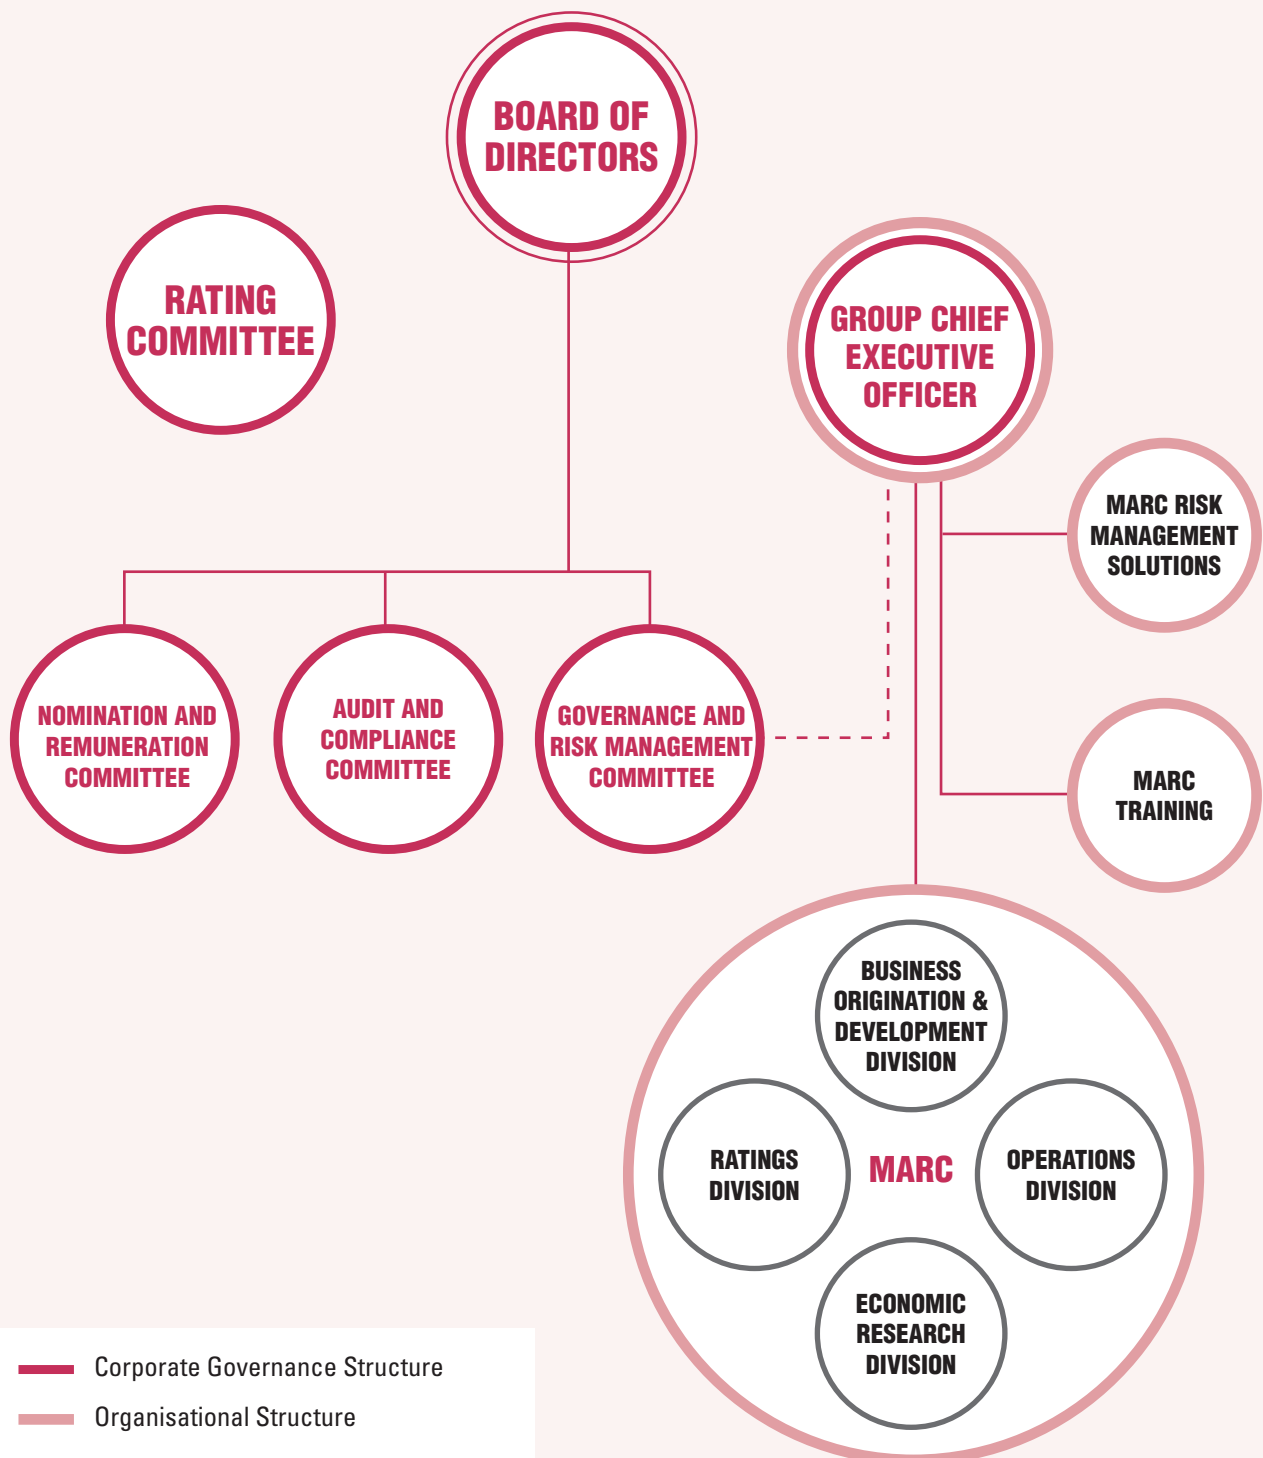 BOARD OF
DIRECTORS
RATING
COMMITTEE
GROUP CHIEF
EXECUTIVE
OFFICER
MARC RISK
MANAGEMENT
SOLUTIONS
NOMINATION AND
REMUNERATION
COMMITTEE
AUDIT AND
COMPLIANCE
COMMITTEE
GOVERNANCE AND
RISK MANAGEMENT
COMMITTEE
MARC
TRAINING
BUSINESS
ORIGINATION &
DEVELOPMENT
DIVISION
RATINGS
DIVISION
MARC
OPERATIONS
DIVISION
ECONOMIC
RESEARCH
DIVISION
Corporate Governance Structure
Organisational Structure